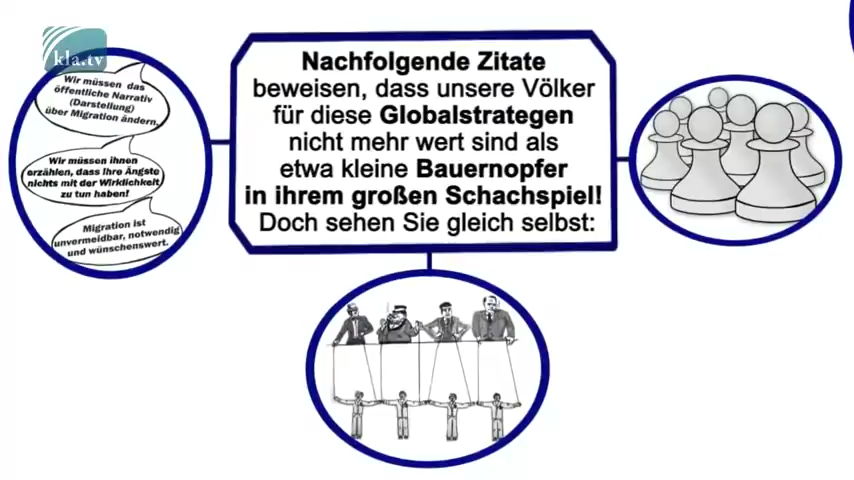 kla.tv
Wir müssen das
öffentliche Narrativ
(Darstellung)
über Migration ändern.
Wir müssen ihnen
erzählen, dass Ihre Ängste
nichts mit der Wirklichkeit
zu tun haben!
Migration ist
unvermeidbar, notwendig
und wünschenswert.
Nachfolgende Zitate
beweisen, dass unsere Völker
für diese Globalstrategen
nicht mehr wert sind als
etwa kleine Bauernopfer
in ihrem großen Schachspiel!
Doch sehen Sie gleich selbst: